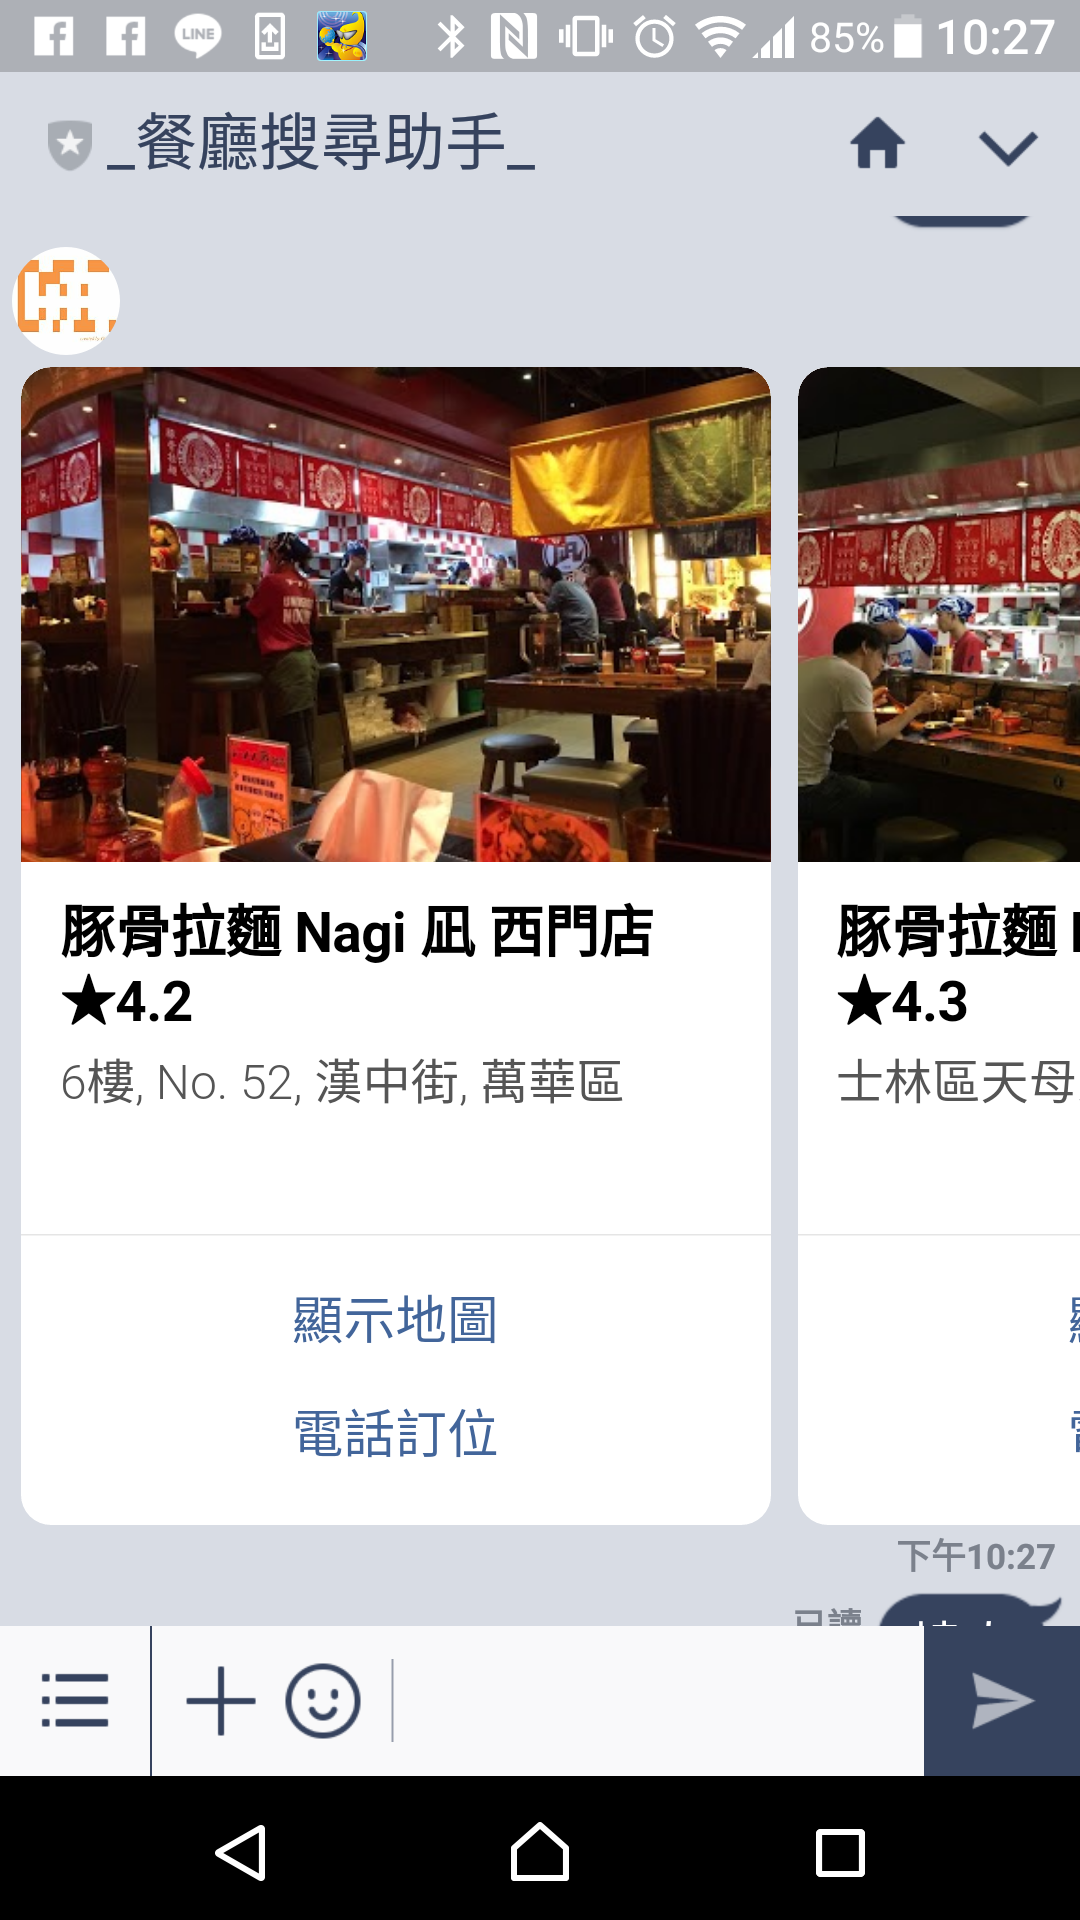 LINE
85%
10:27
_餐廳搜尋助手_
豚骨拉麵 Nagi 凪 西門店
★4.2
6樓, No. 52, 漢中街, 萬華區
顯示地圖
電話訂位
豚骨拉麵
★4.3
士林區天母
下午10:27
已讀